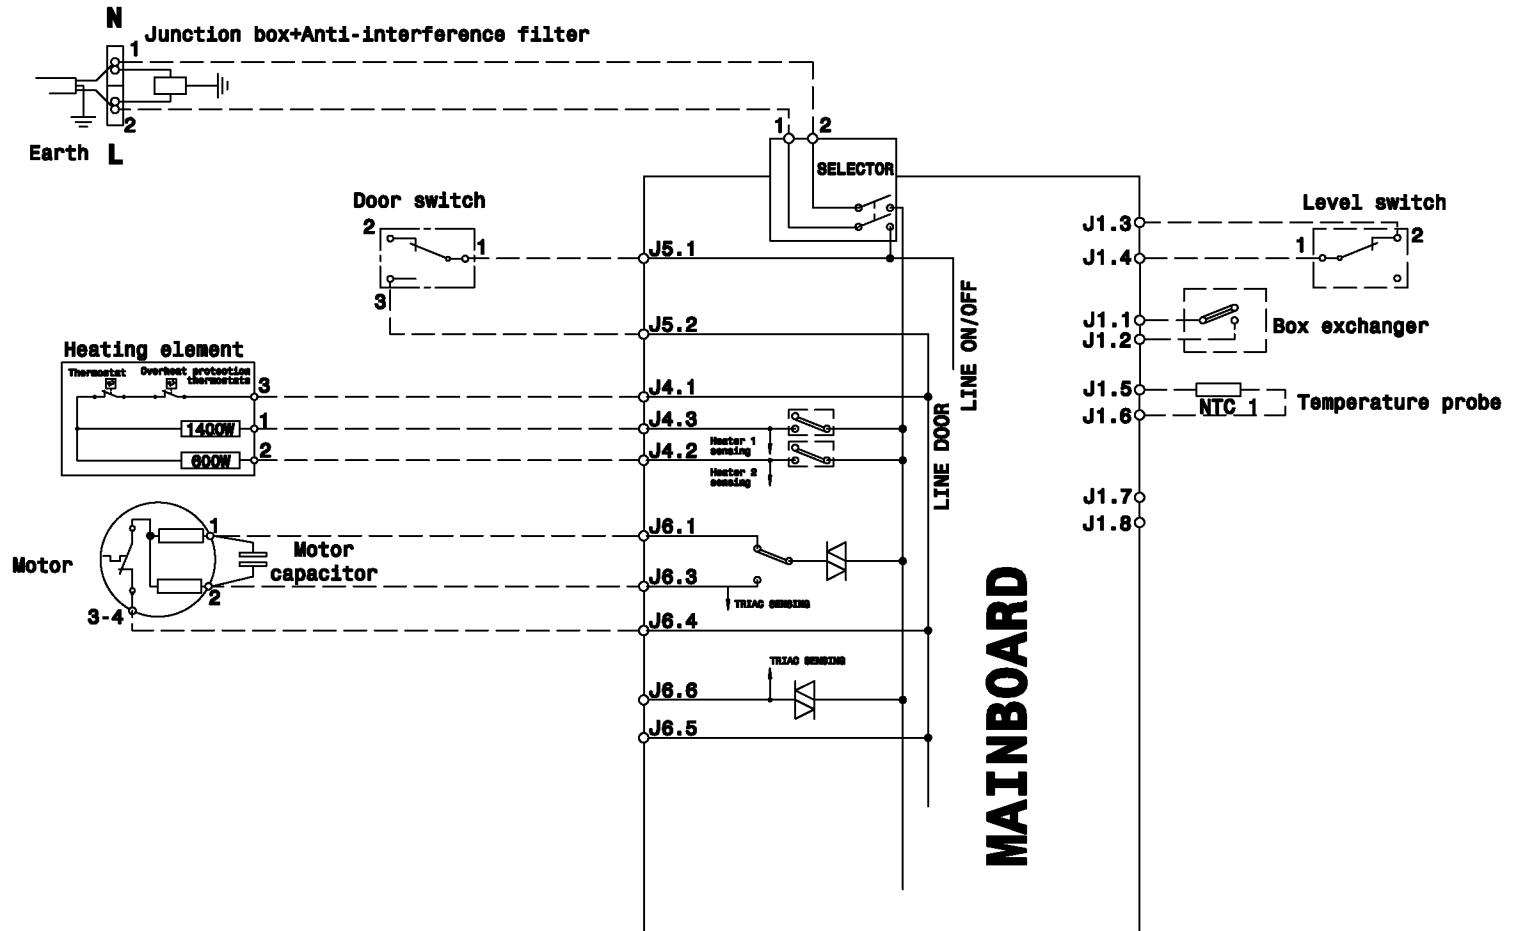 N
Junction box+Anti-interference filter
1
2
Earth
L
1
2
SELECTOR
Door switch
2
1
3
J5.1
J5.2
Heating element
Thermostat
Overheat protection
thermostats
3
1400W
1
600W
2
J4.1
J4.3
J4.2
Heater 1
sensing
Heater 2
sensing
LINE ON/OFF
LINE DOOR
Motor
1
2
3-4
Motor
capacitor
J6.1
J6.3
TRIAC SENSING
J6.4
TRIAC SENSING
J6.6
J6.5
MAINBOARD
J1.3
J1.4
Level switch
1
2
J1.1
J1.2
Box exchanger
J1.5
J1.6
NTC 1
Temperature probe
J1.7
J1.8